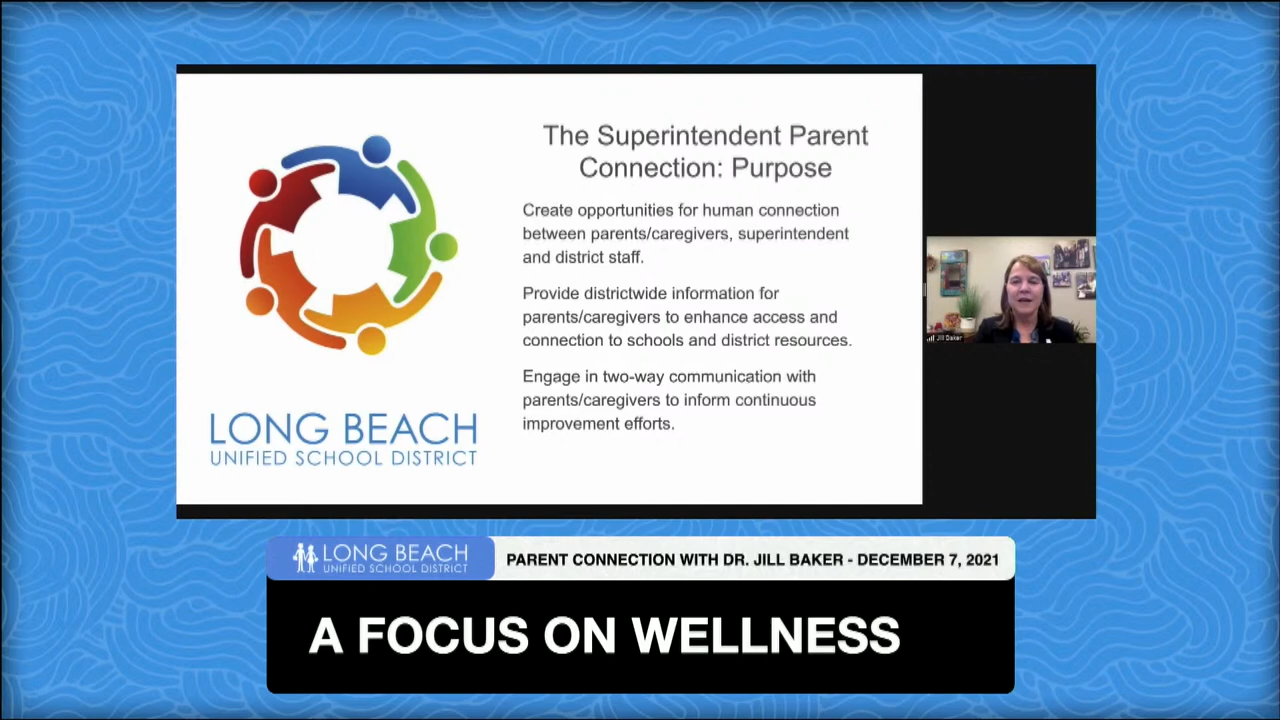 The Superintendent Parent
Connection: Purpose
Create opportunities for human connection
between parents/caregivers, superintendent
and district staff.
Provide districtwide information for
parents/caregivers to enhance access and
connection to schools and district resources.
Engage in two-way communication with
parents/caregivers to inform continuous
improvement efforts.
LONG BEACH
UNIFIED SCHOOL DISTRICT
Jill Baker
LONG BEACH
UNIFIED SCHOOL DISTRICT
PARENT CONNECTION WITH DR. JILL BAKER - DECEMBER 7, 2021
A FOCUS ON WELLNESS